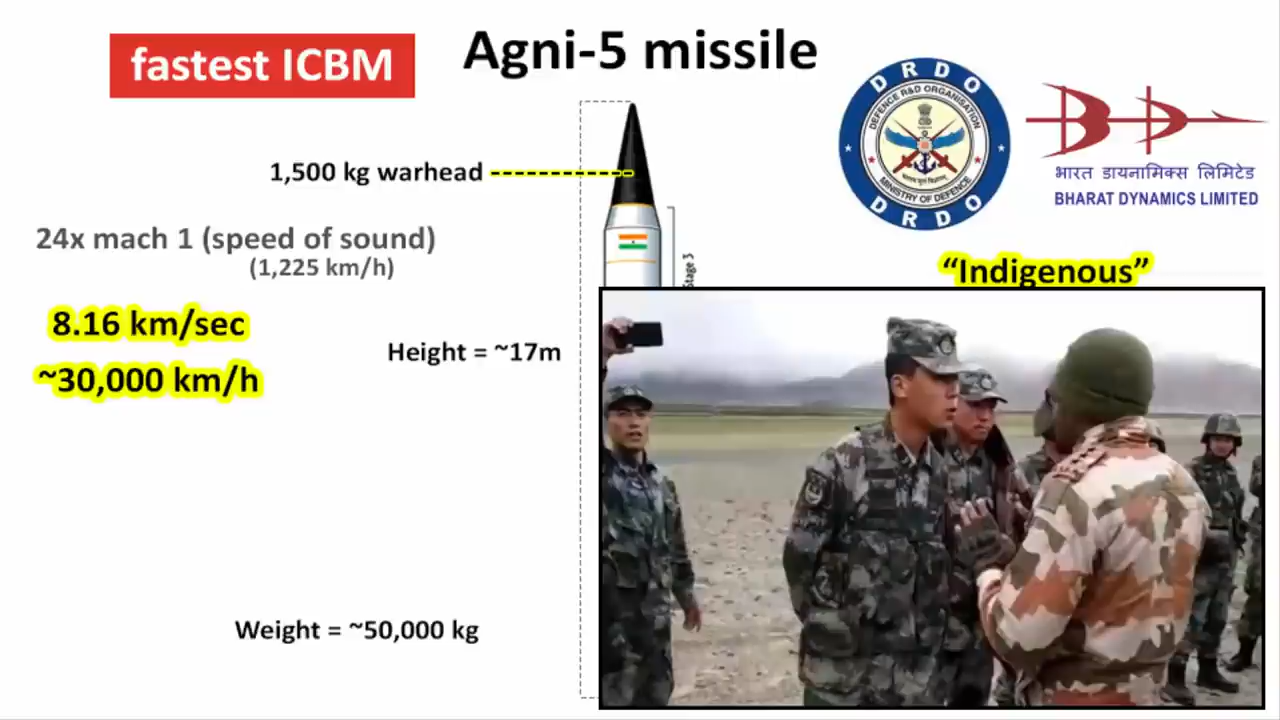 fastest ICBM
Agni-5 missile
1,500 kg warhead
24x mach 1 (speed of sound)
(1,225 km/h)
8.16 km/sec
~30,000 km/h
Height = ~17m
Weight = ~50,000 kg
Stage 3
DRDO
DEFENCE R&D ORGANISATION
MINISTRY OF DEFENCE
DRDO
भारत डायनामिक्स लिमिटेड
BHARAT DYNAMICS LIMITED
“Indigenous”